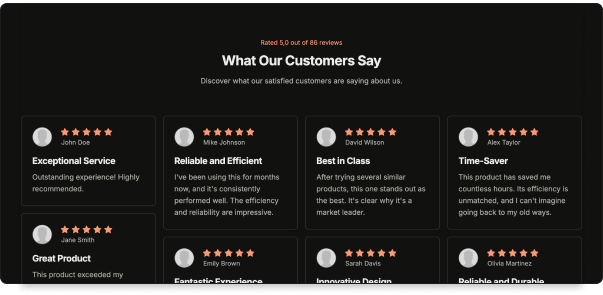 Rated 5,0 out of 86 reviews
What Our Customers Say
Discover what our satisfied customers are saying about us.
John Doe
Exceptional Service
Outstanding experience! Highly
recommended.
Jane Smith
Great Product
This product exceeded my
Mike Johnson
Reliable and Efficient
I've been using this for months
now, and it's consistently
performed well. The efficiency
and reliability are impressive.
Emily Brown
Fantastic Experience
David Wilson
Best in Class
After trying several similar
products, this one stands out as
the best. It's clear why it's a
market leader.
Sarah Davis
Innovative Design
Alex Taylor
Time-Saver
This product has saved me
countless hours. Its efficiency is
unmatched, and I can't imagine
going back to my old ways.
Olivia Martinez
Reliable and Durable